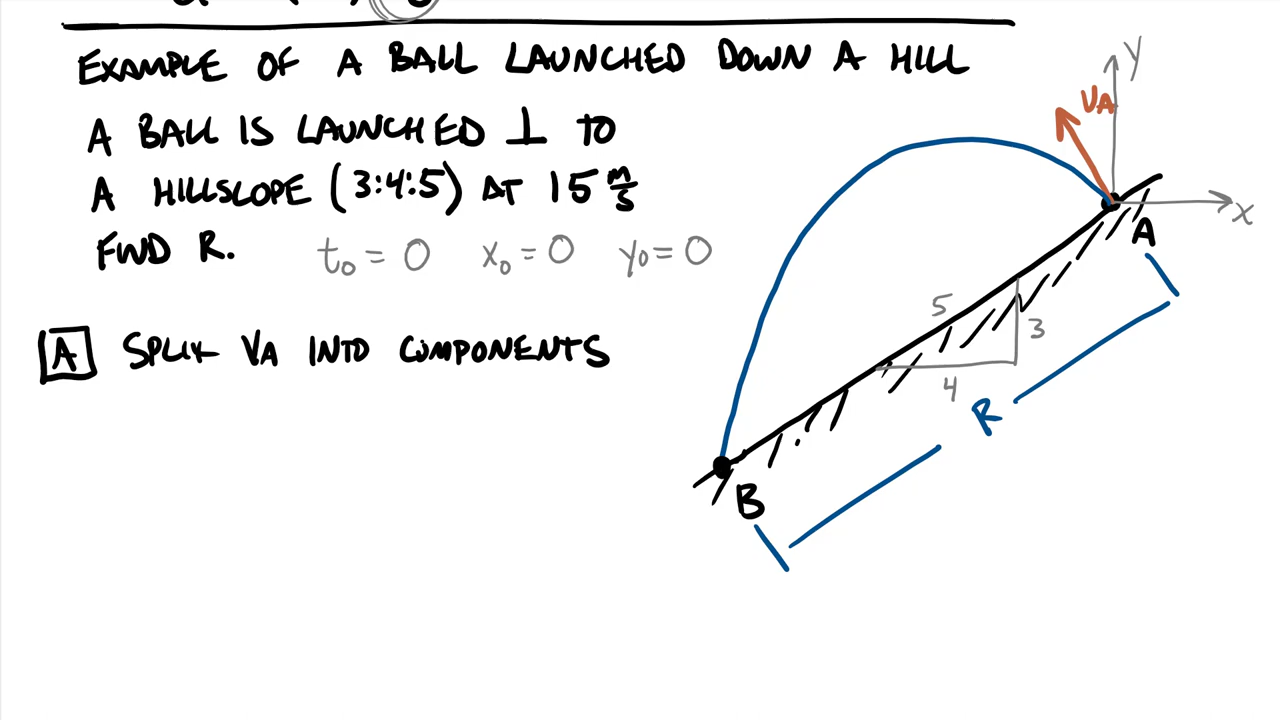 EXAMPLE OF A BALL LAUNCHED DOWN A HILL
A BALL IS LAUNCHED ⊥ TO
A HILLSLOPE (3:4:5) AT 15 m/s
FIND R. t₀ = 0 x₀ = 0 y₀ = 0
A SPLIT VA INTO COMPONENTS
y
VA
x
A
5
3
4
R
B